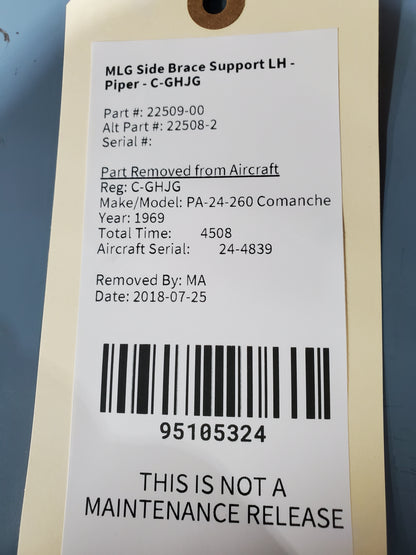 MLG Side Brace Support LH -
Piper - C-GHJG
Part #: 22509-00
Alt Part #: 22508-2
Serial #:
Part Removed from Aircraft
Reg: C-GHJG
Make/Model: PA-24-260 Comanche
Year: 1969
Total Time: 4508
Aircraft Serial: 24-4839
Removed By: MA
Date: 2018-07-25
95105324
THIS IS NOT A
MAINTENANCE RELEASE